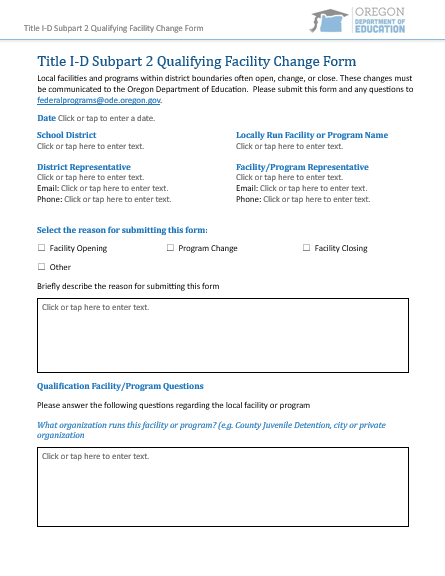 Title I-D Subpart 2 Qualifying Facility Change Form
OREGON
DEPARTMENT OF
EDUCATION
Title I-D Subpart 2 Qualifying Facility Change Form
Local facilities and programs within district boundaries often open, change, or close. These changes must
be communicated to the Oregon Department of Education.  Please submit this form and any questions to
federalprograms@ode.oregon.gov.
Date Click or tap to enter a date.
School District
Click or tap here to enter text.
Locally Run Facility or Program Name
Click or tap here to enter text.
District Representative
Click or tap here to enter text.
Email: Click or tap here to enter text.
Phone: Click or tap here to enter text.
Facility/Program Representative
Click or tap here to enter text.
Email: Click or tap here to enter text.
Phone: Click or tap here to enter text.
Select the reason for submitting this form:
☐ Facility Opening ☐ Program Change ☐ Facility Closing
☐ Other
Briefly describe the reason for submitting this form
Click or tap here to enter text.
Qualification Facility/Program Questions
Please answer the following questions regarding the local facility or program
What organization runs this facility or program? (e.g. County Juvenile Detention, city or private
organization
Click or tap here to enter text.